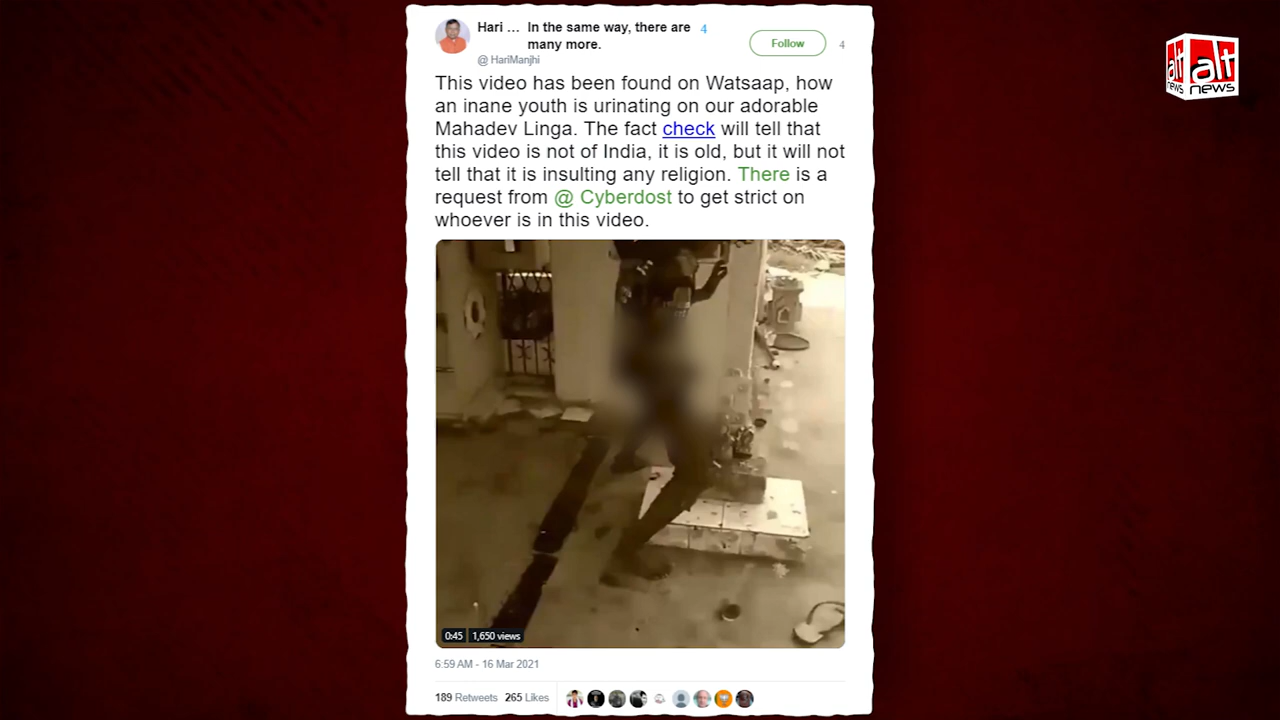 Hari ... In the same way, there are 4
many more.
Follow 4
@ HariManjhi
This video has been found on Watsaap, how
an inane youth is urinating on our adorable
Mahadev Linga. The fact check will tell that
this video is not of India, it is old, but it will not
tell that it is insulting any religion. There is a
request from @ Cyberdost to get strict on
whoever is in this video.
0:45 1,650 views
6:59 AM - 16 Mar 2021
189 Retweets 265 Likes
alt alt
news news